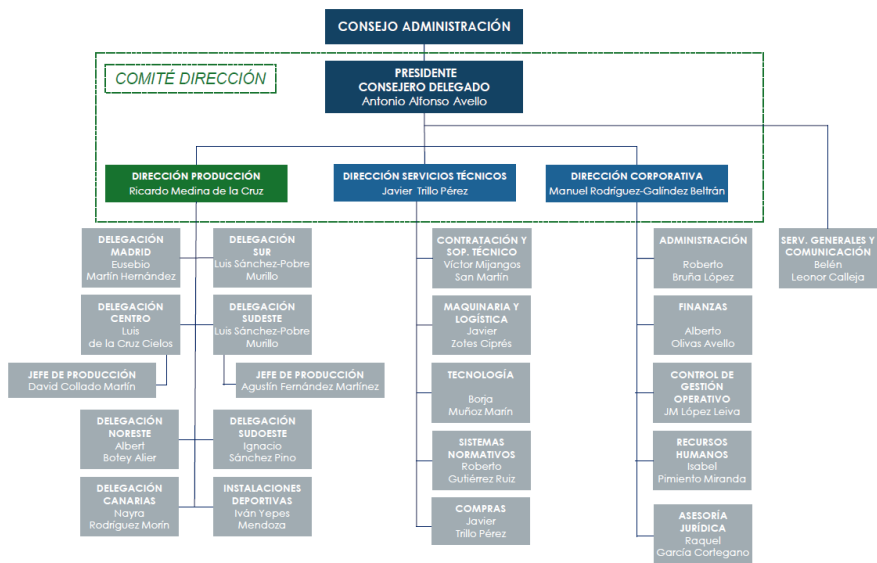 CONSEJO ADMINISTRACIÓN
COMITÉ DIRECCIÓN
PRESIDENTE
CONSEJERO DELEGADO
Antonio Alfonso Avello
DIRECCIÓN PRODUCCIÓN
Ricardo Medina de la Cruz
DIRECCIÓN SERVICIOS TÉCNICOS
Javier Trillo Pérez
DIRECCIÓN CORPORATIVA
Manuel Rodríguez-Galíndez Beltrán
DELEGACIÓN
MADRID
Eusebio
Martín Hernández
DELEGACIÓN
SUR
Luis Sánchez-Pobre
Murillo
DELEGACIÓN
CENTRO
Luis
de la Cruz Cielos
DELEGACIÓN
SUDESTE
Luis Sánchez-Pobre
Murillo
JEFE DE PRODUCCIÓN
David Collado Martín
JEFE DE PRODUCCIÓN
Agustín Fernández Martínez
DELEGACIÓN
NORESTE
Albert
Botey Alier
DELEGACIÓN
SUDOESTE
Ignacio
Sánchez Pino
DELEGACIÓN
CANARIAS
Nayra
Rodríguez Morín
INSTALACIONES
DEPORTIVAS
Iván Yepes
Mendoza
CONTRATACIÓN Y
SOP. TÉCNICO
Víctor Mijangos
San Martín
MAQUINARIA Y
LOGÍSTICA
Javier
Zotes Ciprés
TECNOLOGÍA
Borja
Muñoz Marín
SISTEMAS
NORMATIVOS
Roberto
Gutiérrez Ruiz
COMPRAS
Javier
Trillo Pérez
ADMINISTRACIÓN
Roberto
Bruña López
FINANZAS
Alberto
Olivas Avello
CONTROL DE
GESTIÓN
OPERATIVO
JM López Leiva
RECURSOS
HUMANOS
Isabel
Pimiento Miranda
ASESORÍA
JURÍDICA
Raquel
García Cortegano
SERV. GENERALES Y
COMUNICACIÓN
Belén
Leonor Calleja